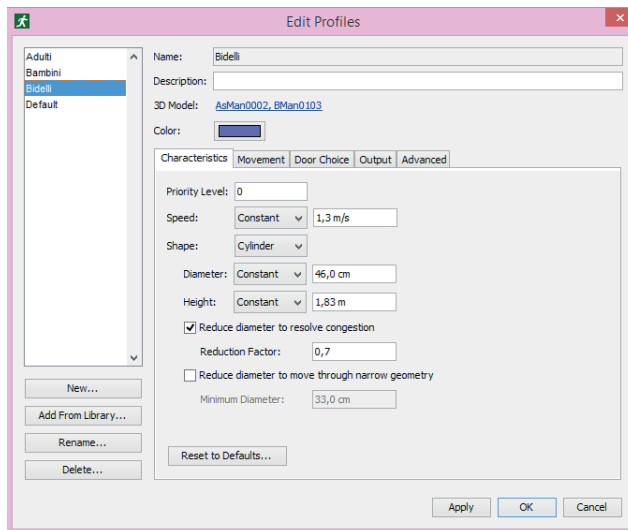 Edit Profiles
Adulti
Bambini
Bidelli
Default
New...
Add From Library...
Rename...
Delete...
Name: Bidelli
Description:
3D Model: AsMan0002, BMan0103
Color:
Characteristics Movement Door Choice Output Advanced
Priority Level: 0
Speed: Constant 1,3 m/s
Shape: Cylinder
Diameter: Constant 46,0 cm
Height: Constant 1,83 m
Reduce diameter to resolve congestion
Reduction Factor: 0,7
Reduce diameter to move through narrow geometry
Minimum Diameter: 33,0 cm
Reset to Defaults...
Apply OK Cancel